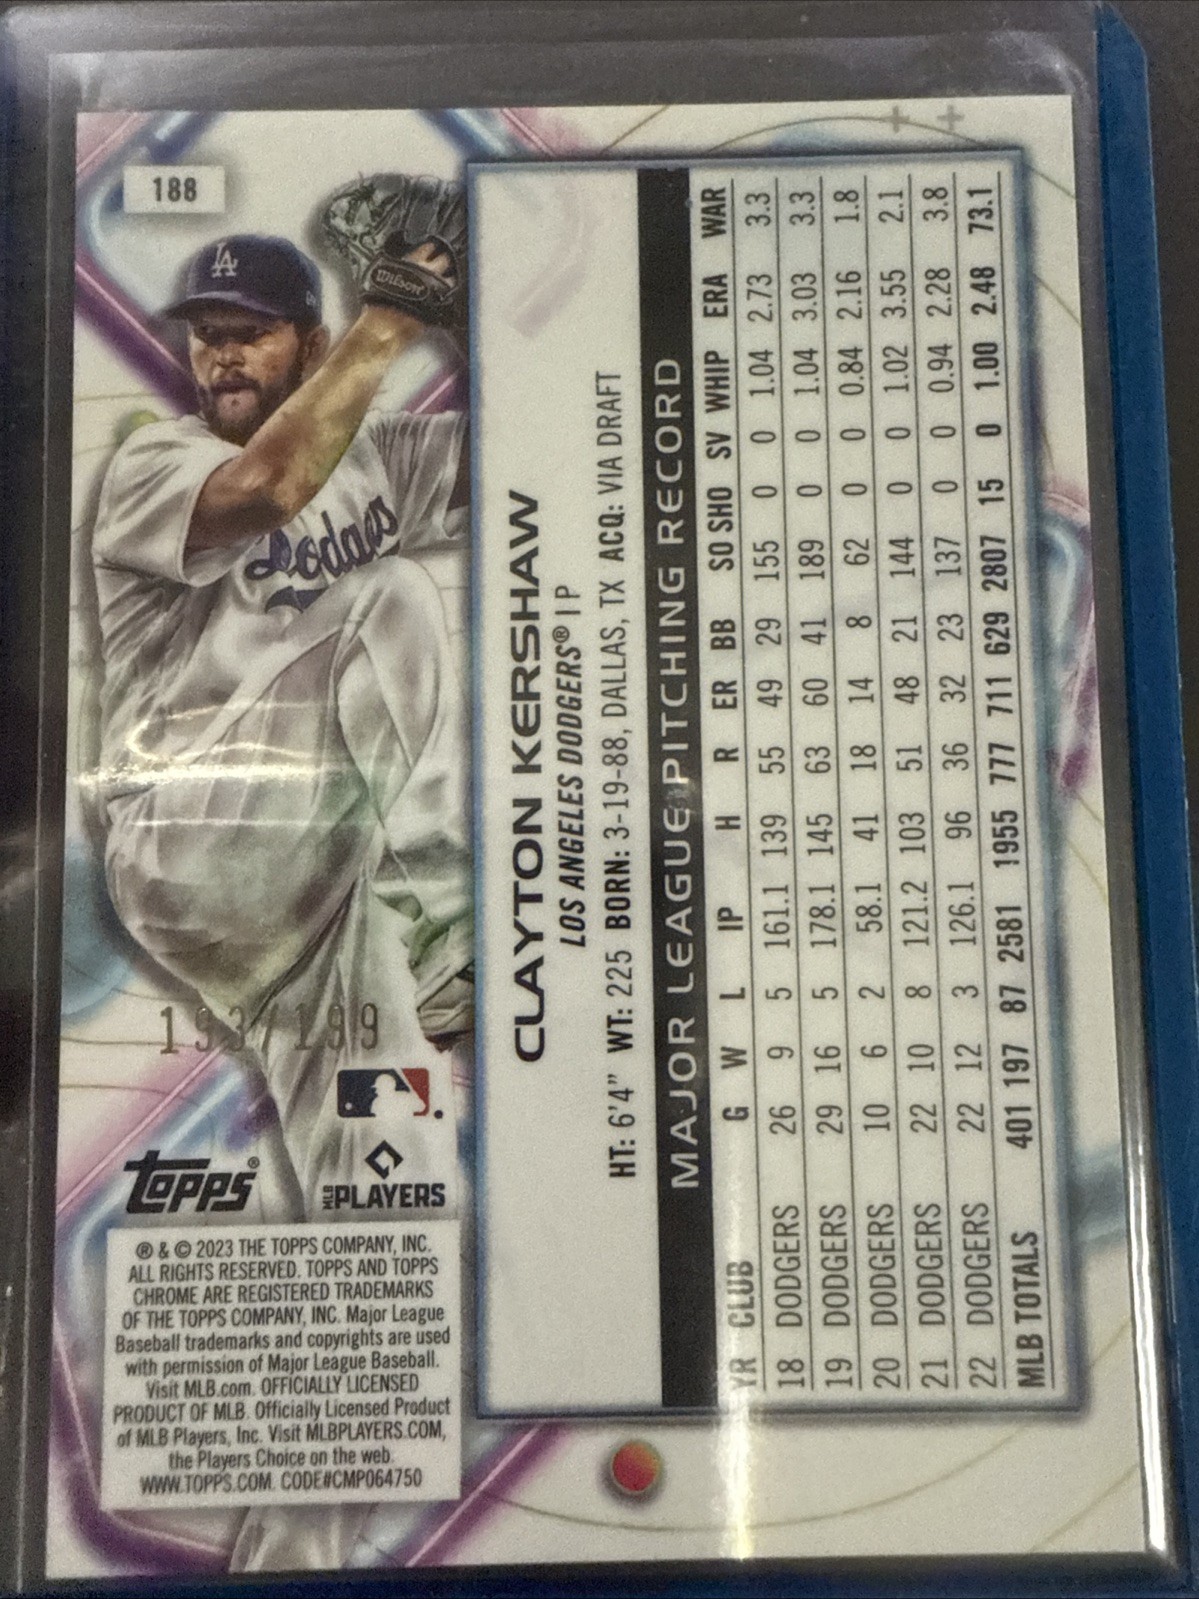 188
LA
Wilson
Dodgers
193/199
Topps®
MLB PLAYERS
® & © 2023 THE TOPPS COMPANY, INC.
ALL RIGHTS RESERVED. TOPPS AND TOPPS
CHROME ARE REGISTERED TRADEMARKS
OF THE TOPPS COMPANY, INC. Major League
Baseball trademarks and copyrights are used
with permission of Major League Baseball.
Visit MLB.com. OFFICIALLY LICENSED
PRODUCT OF MLB. Officially Licensed Product
of MLB Players, Inc. Visit MLBPLAYERS.COM,
the Players Choice on the web.
WWW.TOPPS.COM. CODE#CMP064750
CLAYTON KERSHAW
LOS ANGELES DODGERS® | P
HT: 6'4" WT: 225 BORN: 3-19-88, DALLAS, TX ACQ: VIA DRAFT
MAJOR LEAGUE PITCHING RECORD
YR CLUB G W L IP H R ER BB SO SHO SV WHIP ERA WAR
18 DODGERS 26 9 5 161.1 139 55 49 29 155 0 0 1.04 2.73 3.3
19 DODGERS 29 16 5 178.1 145 63 60 41 189 0 0 1.04 3.03 3.3
20 DODGERS 10 6 2 58.1 41 18 14 8 62 0 0 0.84 2.16 1.8
21 DODGERS 22 10 8 121.2 103 51 48 21 144 0 0 1.02 3.55 2.1
22 DODGERS 22 12 3 126.1 96 36 32 23 137 0 0 0.94 2.28 3.8
MLB TOTALS 401 197 87 2581 1955 777 711 629 2807 15 0 1.00 2.48 73.1